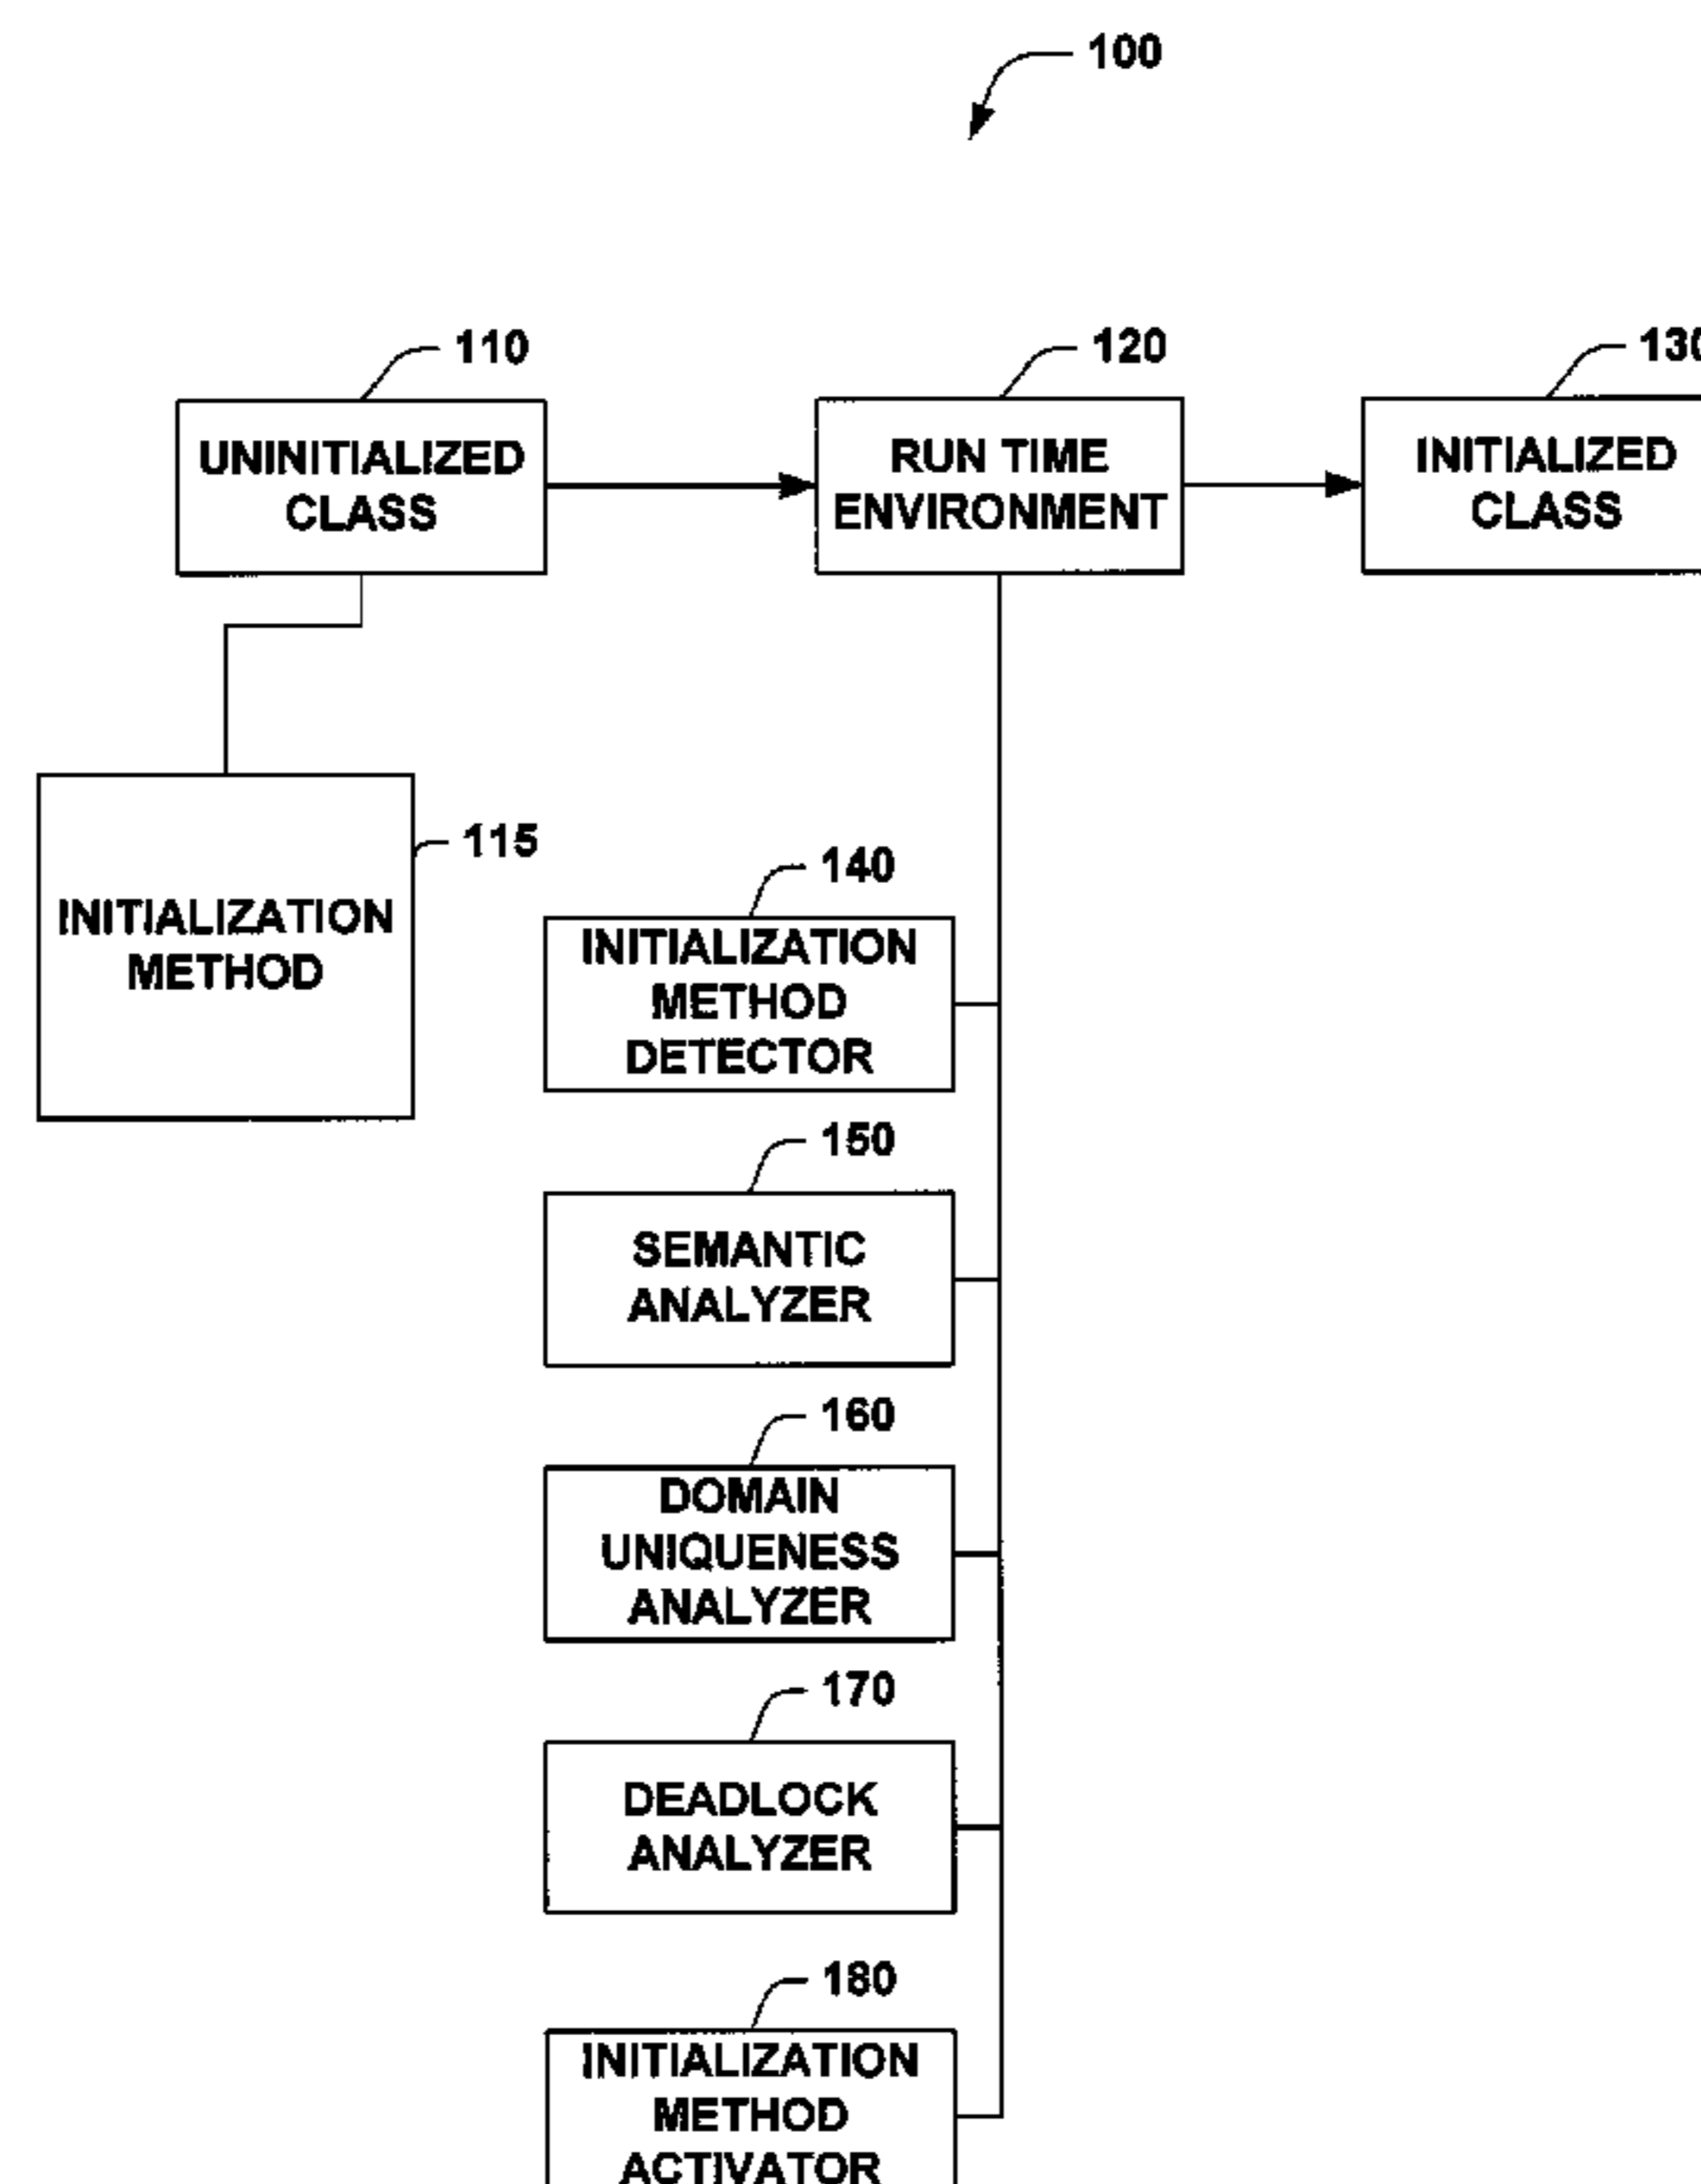 100
110
120
130
UNINITIALIZED
CLASS
RUN TIME
ENVIRONMENT
INITIALIZED
CLASS
115
INITIALIZATION
METHOD
140
INITIALIZATION
METHOD
DETECTOR
150
SEMANTIC
ANALYZER
160
DOMAIN
UNIQUENESS
ANALYZER
170
DEADLOCK
ANALYZER
180
INITIALIZATION
METHOD
ACTIVATOR